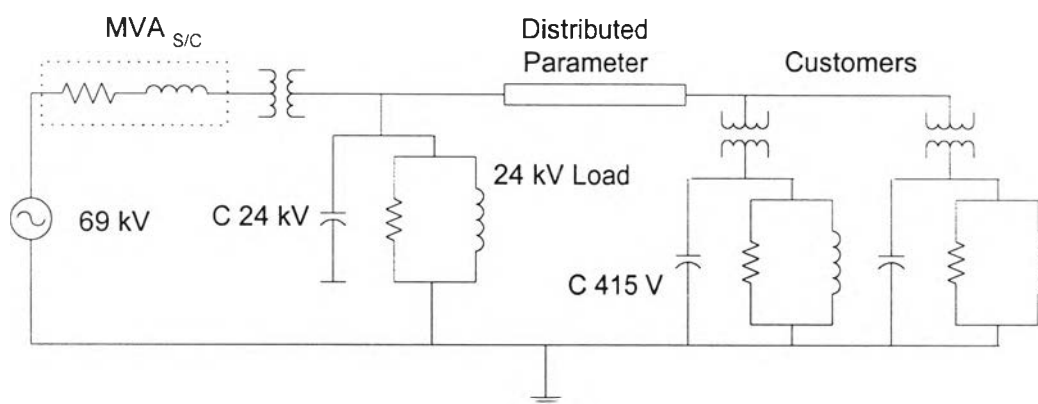 MVA S/C
Distributed
Parameter
Customers
24 kV Load
69 kV
C 24 kV
C 415 V